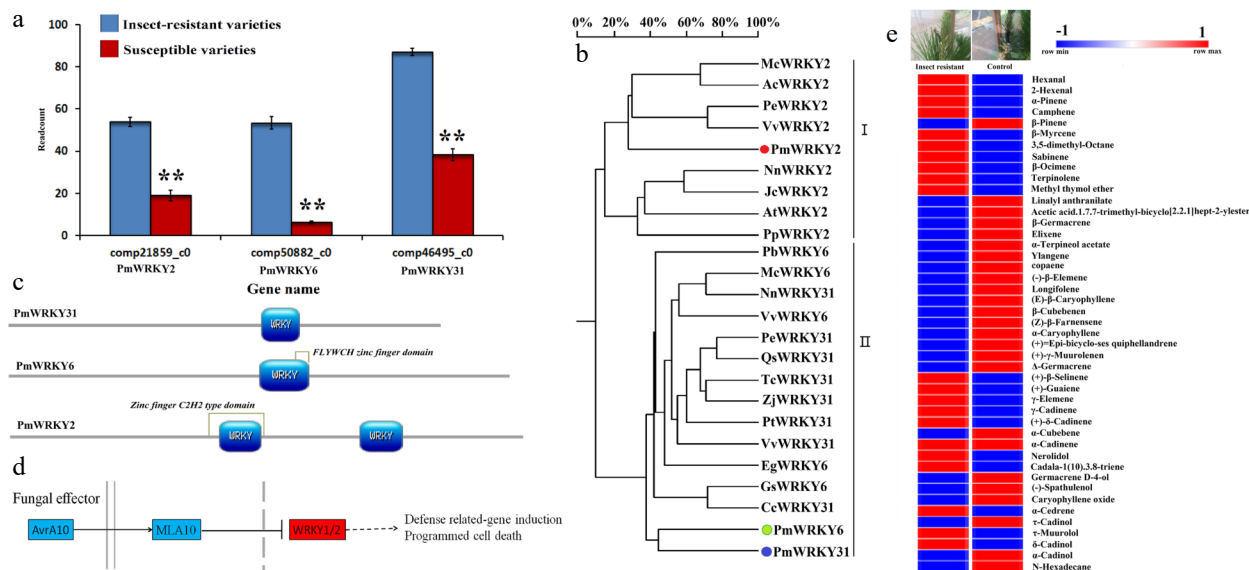 a
Insect-resistant varieties
Susceptible varieties
Readcount
100
80
60
40
20
0
**
**
**
comp21859_c0
comp50882_c0
comp46495_c0
PmWRKY2
PmWRKY6
PmWRKY31
Gene name
c
PmWRKY31
WRKY
FLYWCH zinc finger domain
PmWRKY6
WRKY
Zinc finger C2H2 type domain
PmWRKY2
WRKY
WRKY
d
Fungal effector
AvrA10
MLA10
WRKY1/2
Defense related-gene induction
Programmed cell death
b
0% 20% 40% 60% 80% 100%
McWRKY2
AcWRKY2
PeWRKY2
VvWRKY2
PmWRKY2
NnWRKY2
JcWRKY2
AtWRKY2
PpWRKY2
I
PbWRKY6
McWRKY6
NnWRKY31
VvWRKY6
PeWRKY31
QsWRKY31
TcWRKY31
ZjWRKY31
PtWRKY31
VvWRKY31
EgWRKY6
GsWRKY6
CcWRKY31
PmWRKY6
PmWRKY31
II
e
-1
1
row min
row max
Insect resistant
Control
Hexanal
2-Hexenal
α-Pinene
Camphene
β-Pinene
β-Myrcene
3,5-dimethyl-Octane
Sabinene
β-Ocimene
Terpinolene
Methyl thymol ether
Linalyl anthranilate
Acetic acid.1.7.7-trimethyl-bicyclo[2.2.1]hept-2-ylester
β-Germacrene
Elixene
α-Terpineol acetate
Ylangene
copaene
(-)-β-Elemene
Longifolene
(E)-β-Caryophyllene
β-Cubebenen
(Z)-β-Farnensene
α-Caryophyllene
(+)=Epi-bicyclo-ses quiphellandrene
(+)-γ-Muurolenen
Δ-Germacrene
(+)-β-Selinene
(+)-Guaiene
γ-Elemene
γ-Cadinene
(+)-δ-Cadinene
α-Cubebene
α-Cadinene
Nerolidol
Cadala-1(10).3.8-triene
Germacrene D-4-ol
(-)-Spathulenol
Caryophyllene oxide
α-Cedrene
τ-Cadinol
τ-Muurolol
δ-Cadinol
α-Cadinol
N-Hexadecane